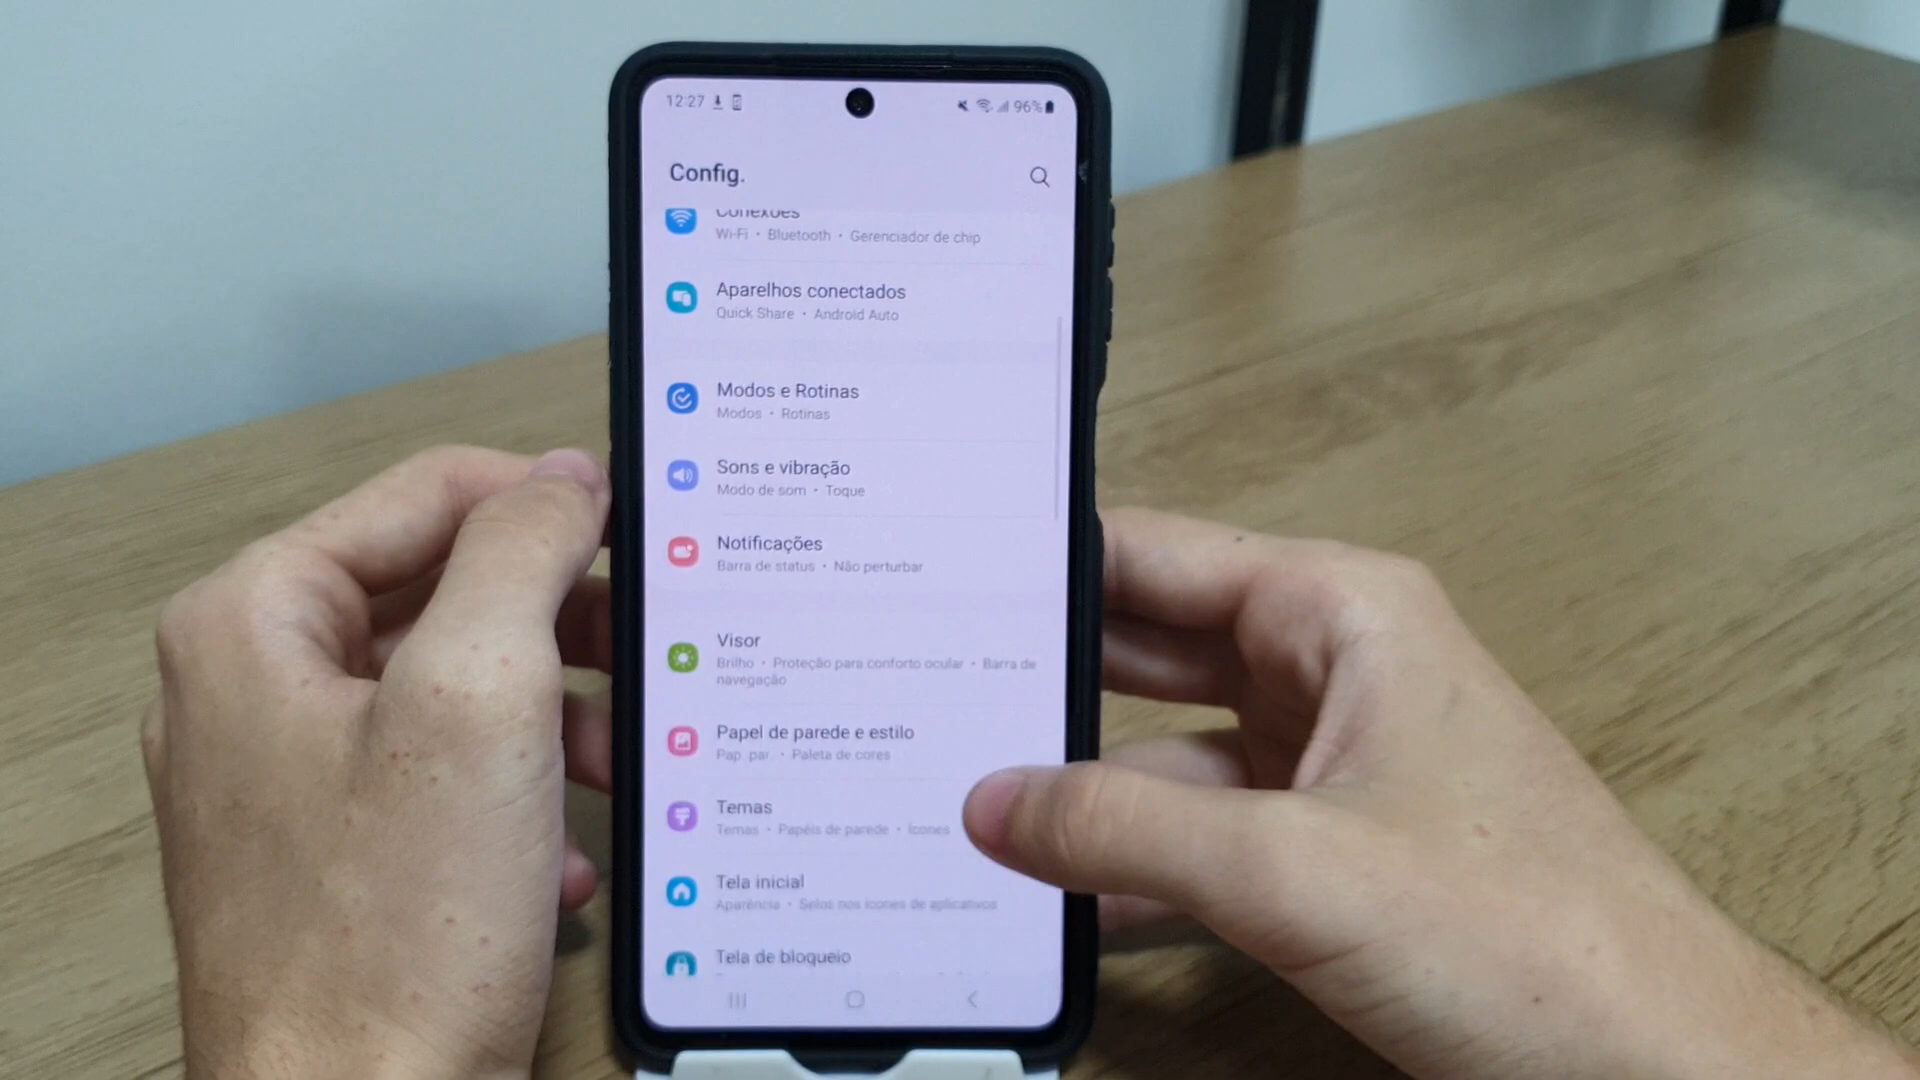 12:27
96%
Config.
Conexões
Wi-Fi • Bluetooth • Gerenciador de chip
Aparelhos conectados
Quick Share • Android Auto
Modos e Rotinas
Modos • Rotinas
Sons e vibração
Modo de som • Toque
Notificações
Barra de status • Não perturbar
Visor
Brilho • Proteção para conforto ocular • Barra de
navegação
Papel de parede e estilo
Pap par • Paleta de cores
Temas
Temas • Papéis de parede • Ícones
Tela inicial
Aparência • Selos nos ícones de aplicativos
Tela de bloqueio